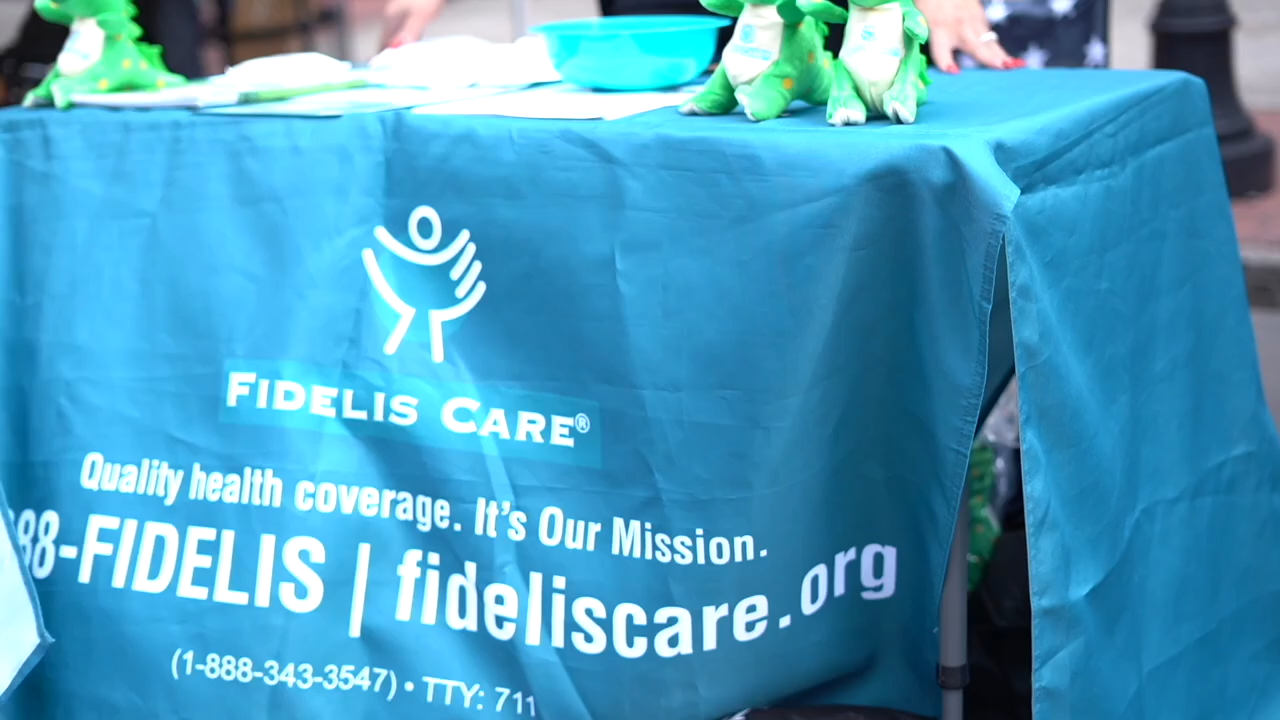 FIDELIS CARE®
Quality health coverage. It's Our Mission.
88-FIDELIS | fideliscare.org
(1-888-343-3547) • TTY: 711